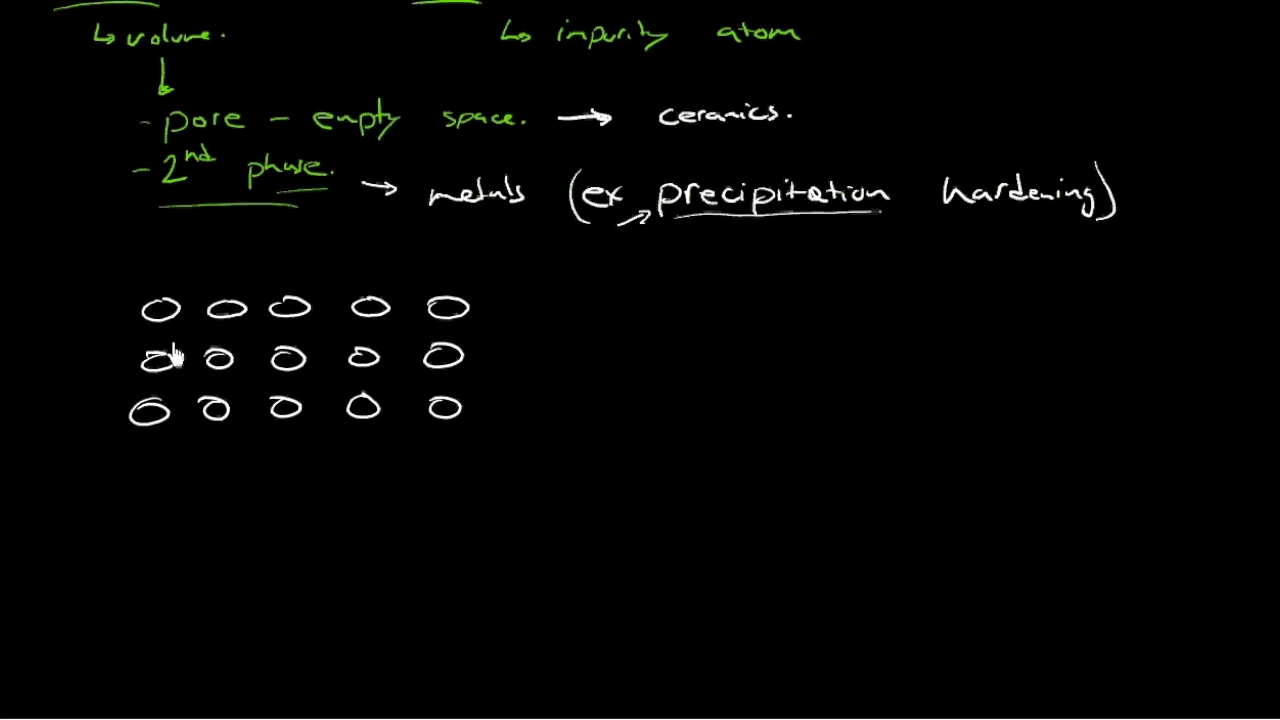 ↳ volume.
↳ impurity atom
- pore - empty space. → ceramics.
- 2nd phase. → metals (ex precipitation hardening)